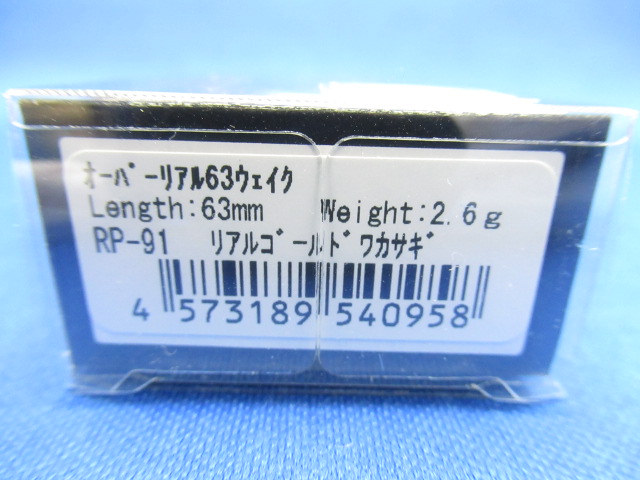 オーバーリアル63ウェイク
Length:63mm Weight:2.6g
RP-91 リアルゴールドワカサギ
4 573189 540958